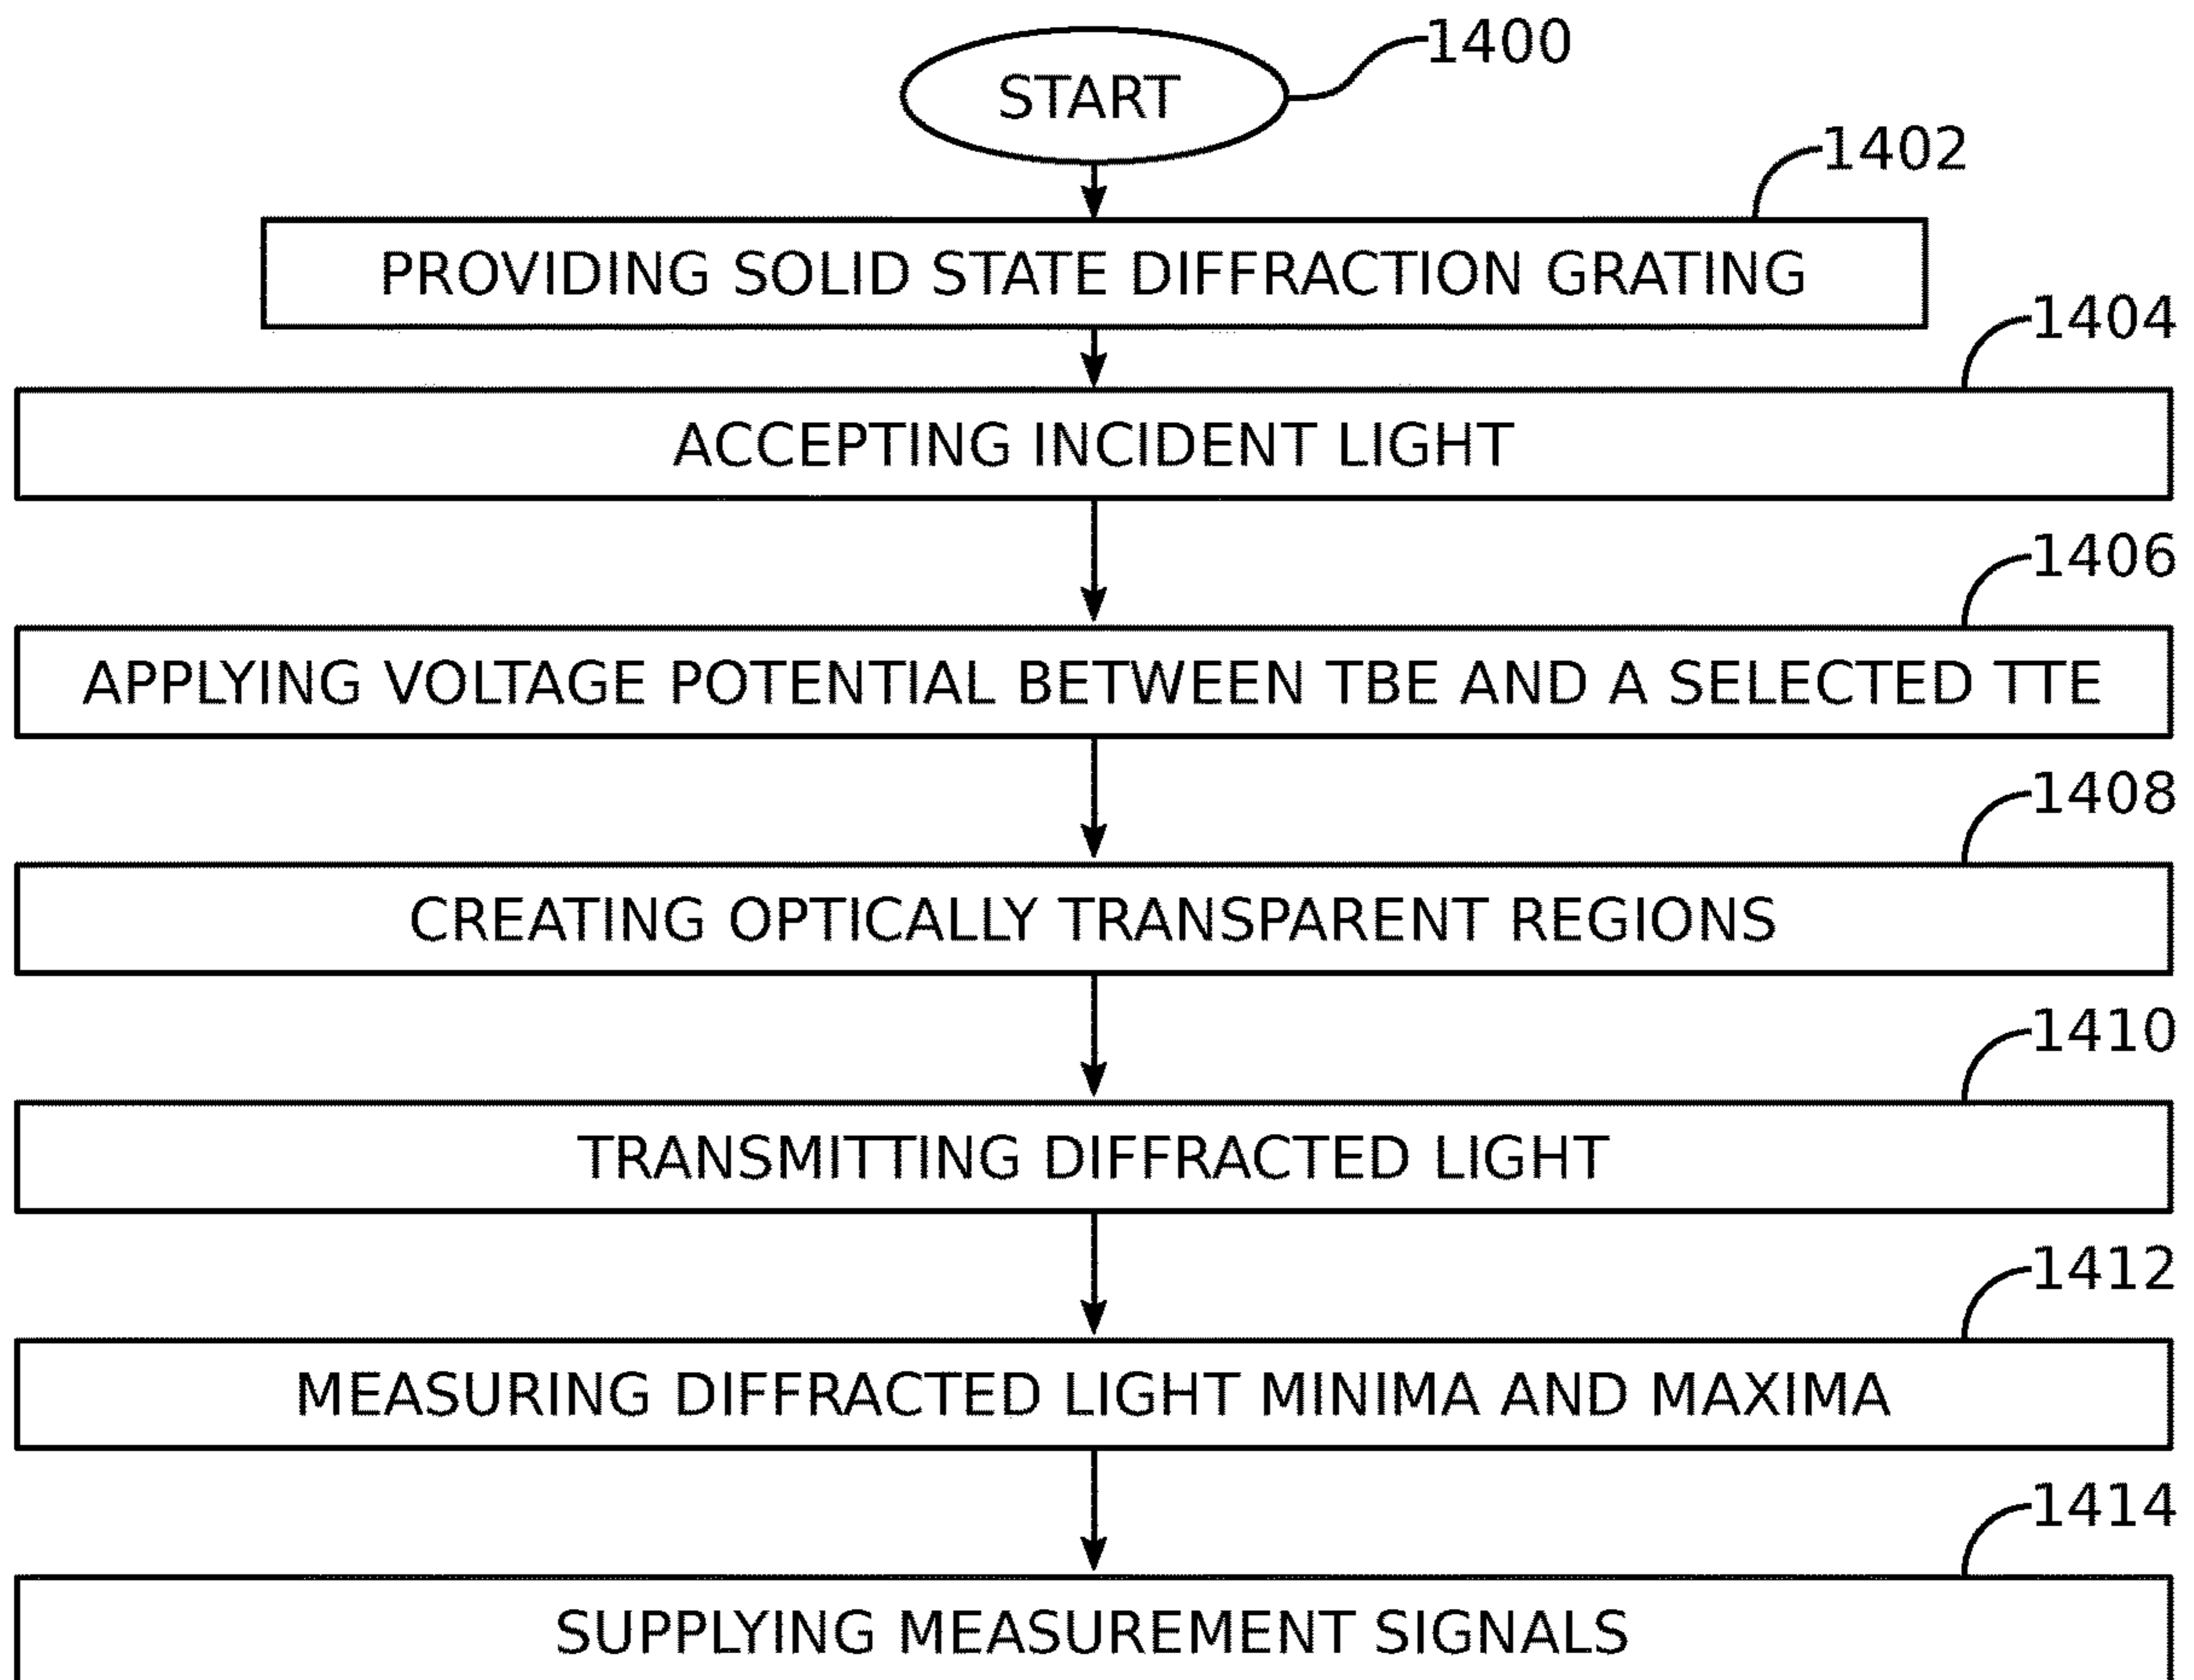 START
1400
1402
PROVIDING SOLID STATE DIFFRACTION GRATING
1404
ACCEPTING INCIDENT LIGHT
1406
APPLYING VOLTAGE POTENTIAL BETWEEN TBE AND A SELECTED TTE
1408
CREATING OPTICALLY TRANSPARENT REGIONS
1410
TRANSMITTING DIFFRACTED LIGHT
1412
MEASURING DIFFRACTED LIGHT MINIMA AND MAXIMA
1414
SUPPLYING MEASUREMENT SIGNALS